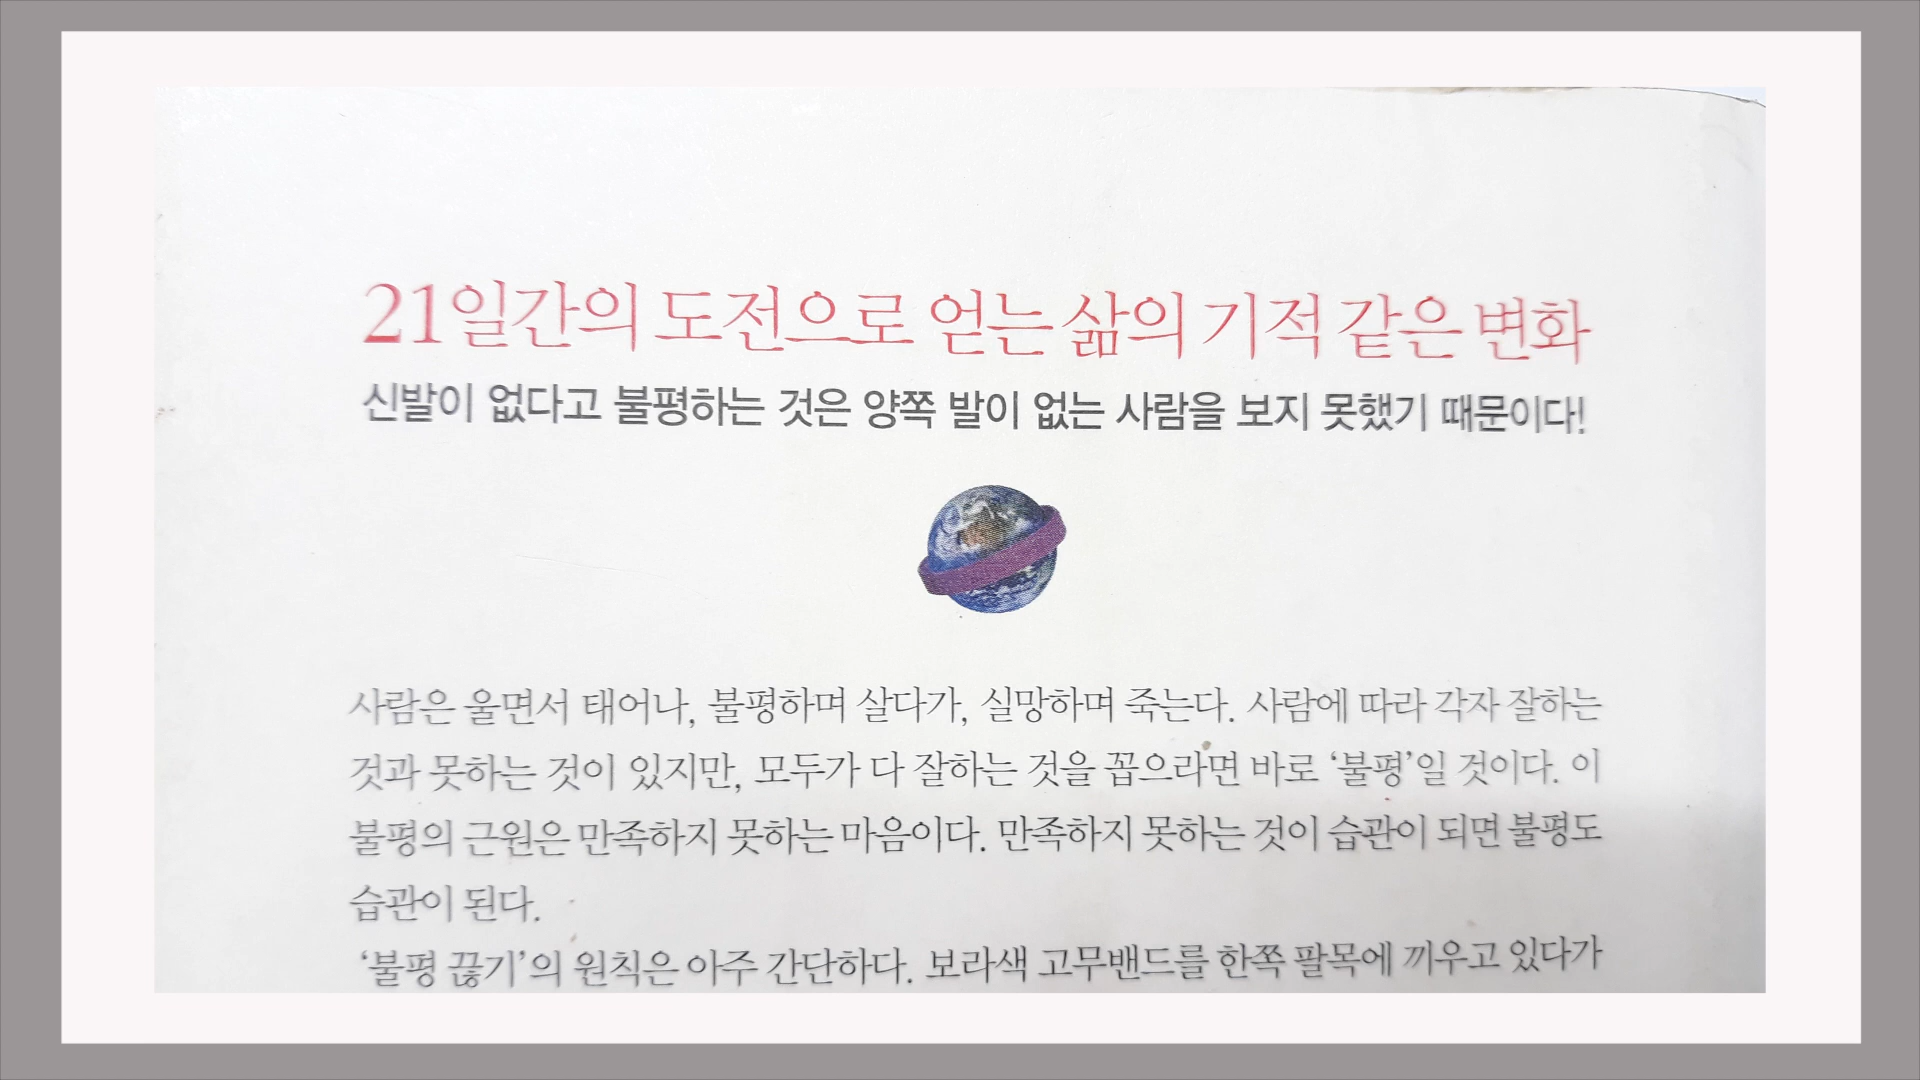 21일간의 도전으로 얻는 삶의 기적 같은 변화
신발이 없다고 불평하는 것은 양쪽 발이 없는 사람을 보지 못했기 때문이다!
사람은 울면서 태어나, 불평하며 살다가, 실망하며 죽는다. 사람에 따라 각자 잘하는
것과 못하는 것이 있지만, 모두가 다 잘하는 것을 꼽으라면 바로 ‘불평’일 것이다. 이
불평의 근원은 만족하지 못하는 마음이다. 만족하지 못하는 것이 습관이 되면 불평도
습관이 된다.
‘불평 끊기’의 원칙은 아주 간단하다. 보라색 고무밴드를 한쪽 팔목에 끼우고 있다가